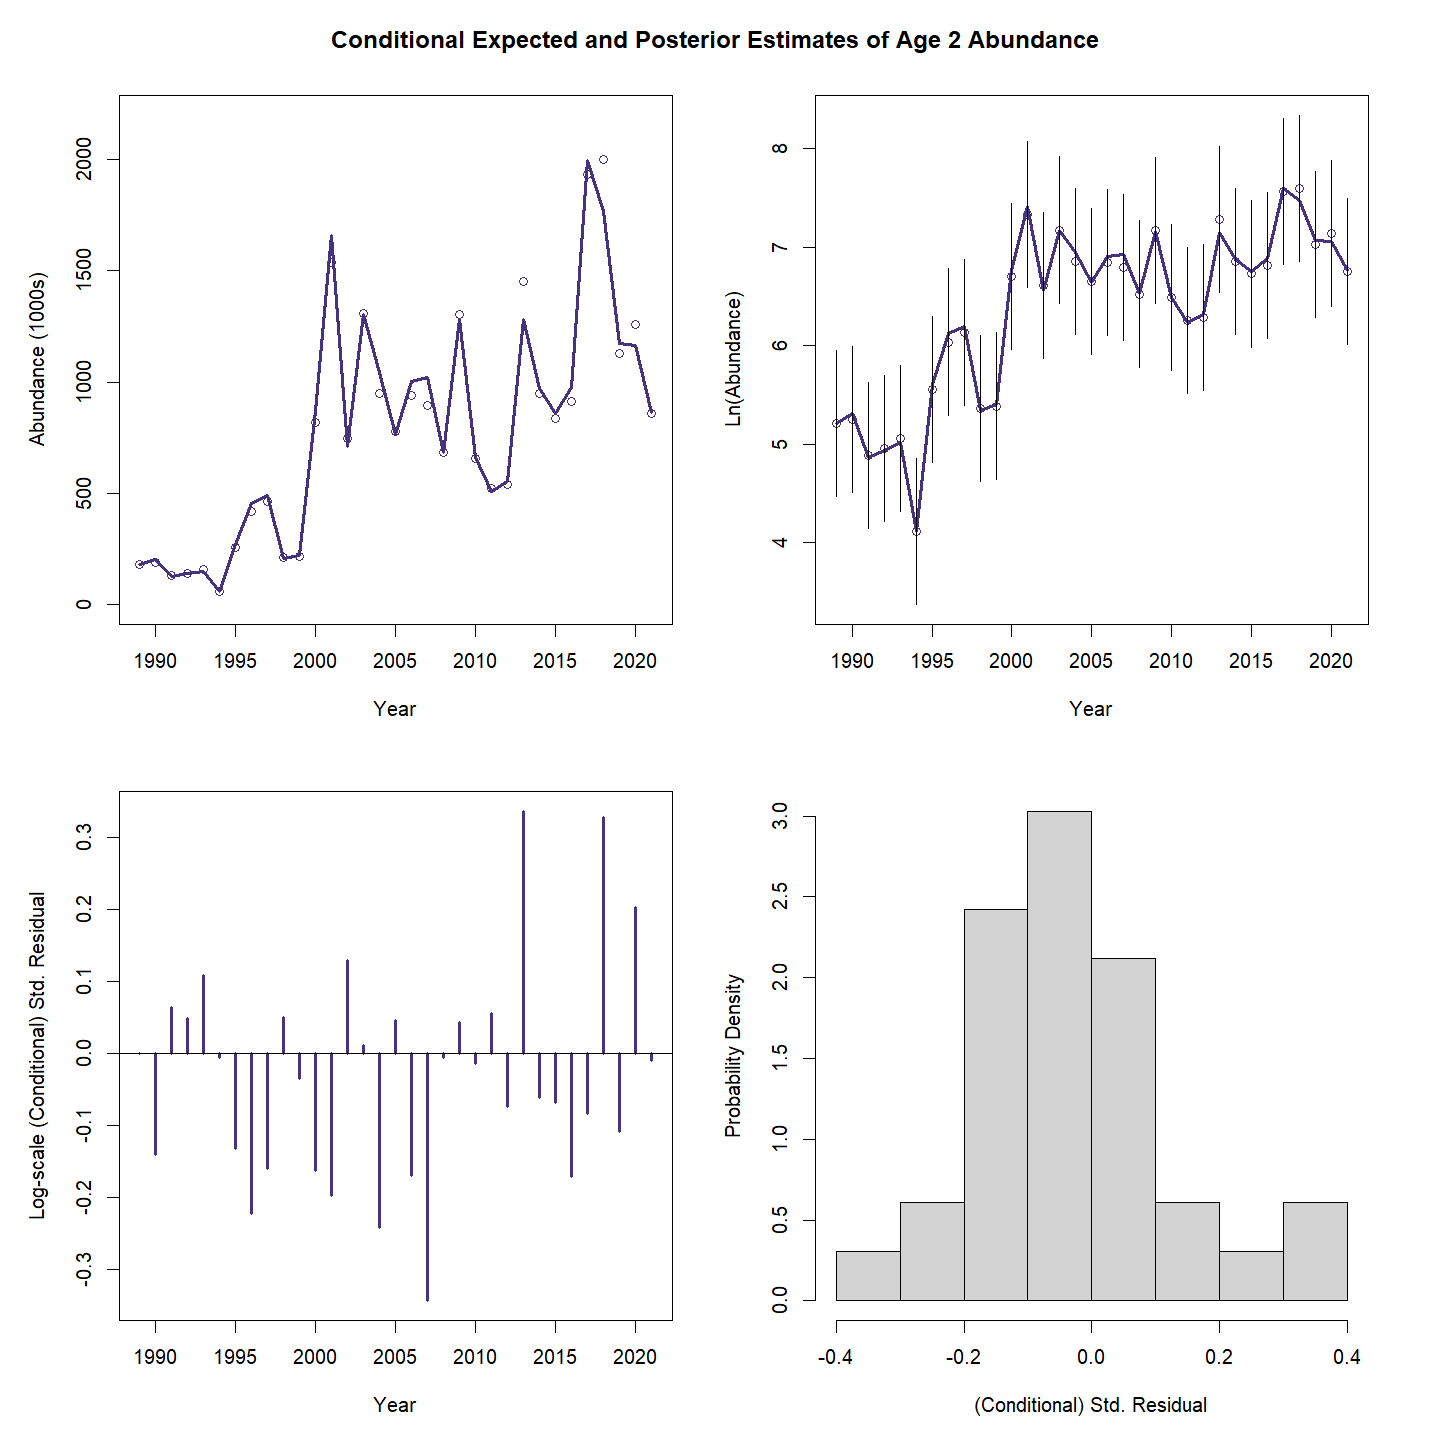 Conditional Expected and Posterior Estimates of Age 2 Abundance
Abundance (1000s)
2000
1500
1000
500
0
1990 1995 2000 2005 2010 2015 2020
Year
Ln(Abundance)
8
7
6
5
4
1990 1995 2000 2005 2010 2015 2020
Year
Log-scale (Conditional) Std. Residual
0.3
0.2
0.1
0.0
-0.1
-0.2
-0.3
1990 1995 2000 2005 2010 2015 2020
Year
Probability Density
3.0
2.5
2.0
1.5
1.0
0.5
0.0
-0.4 -0.2 0.0 0.2 0.4
(Conditional) Std. Residual